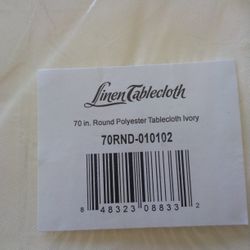 Linen Tablecloth
70 in. Round Polyester Tablecloth Ivory
70RND-010102
8 48323 08833 2